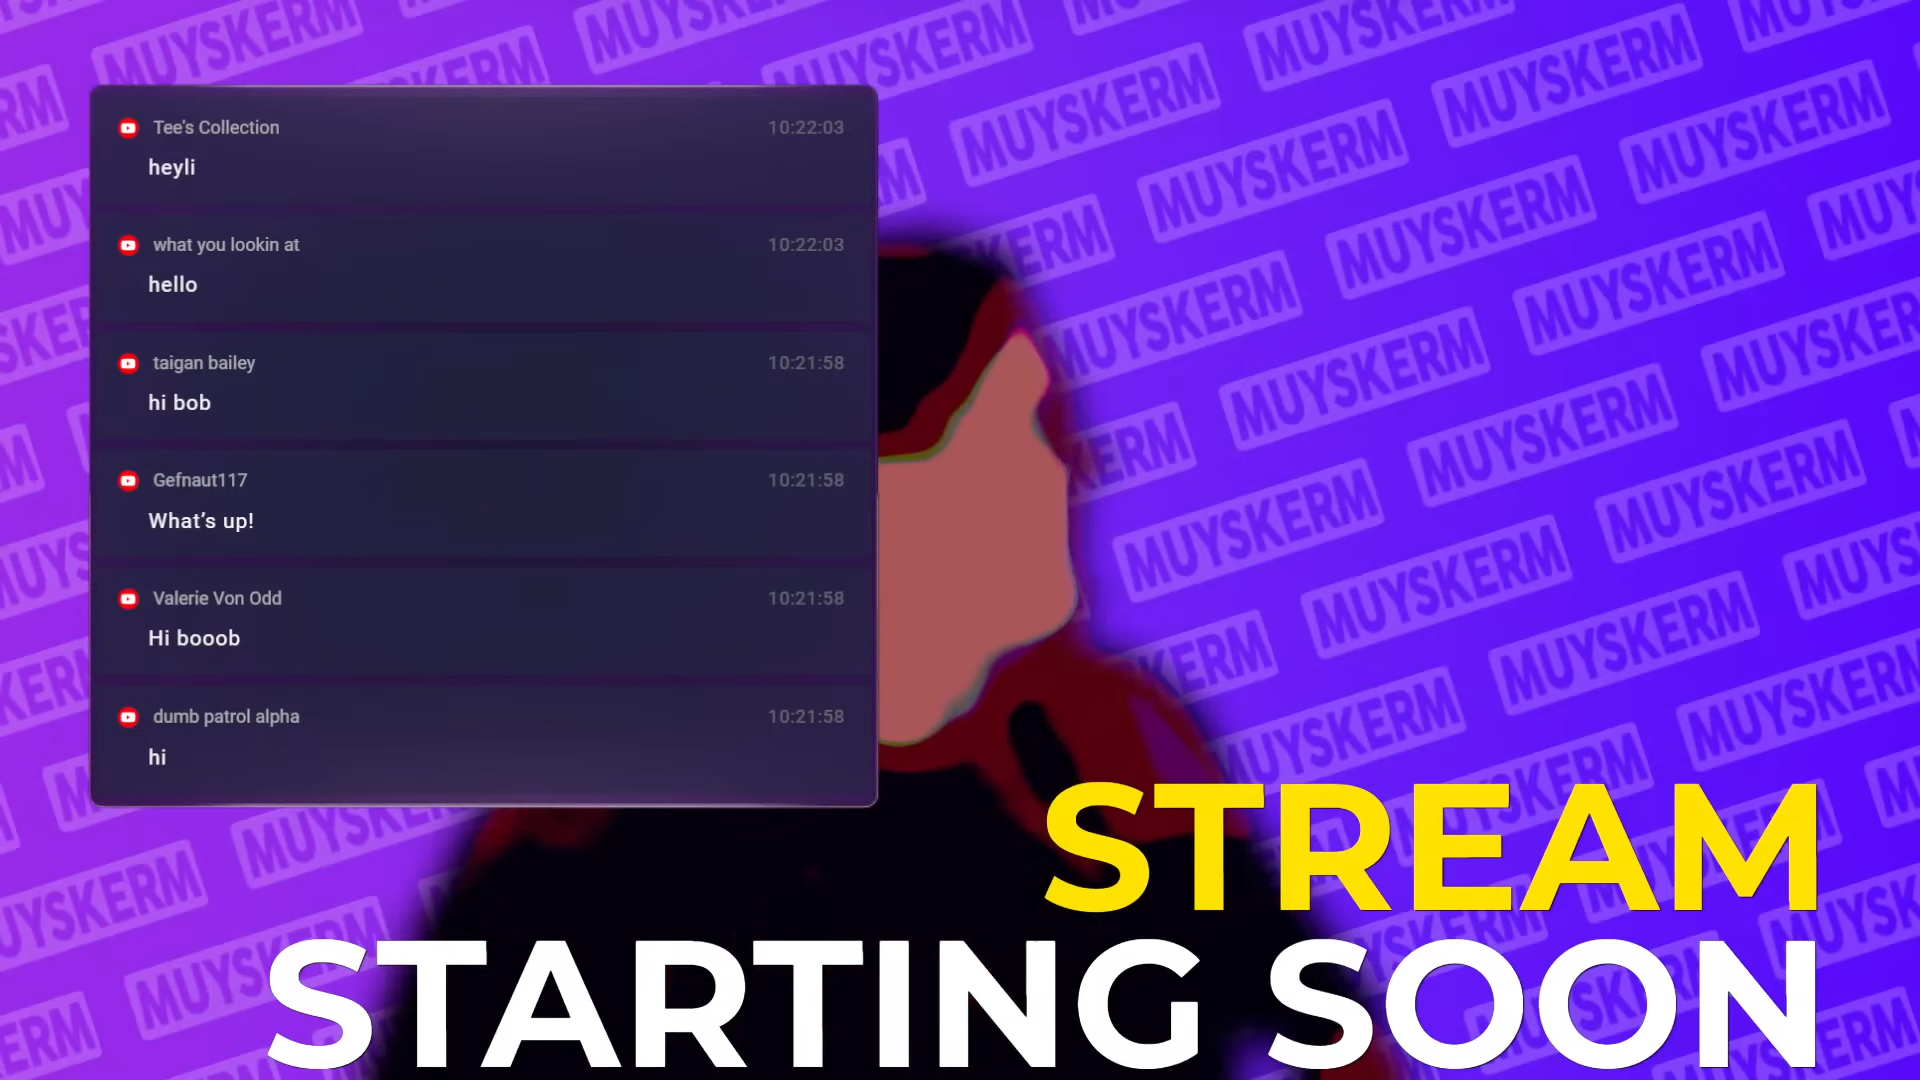 MUYSKERM
Tee's Collection 10:22:03
heyli
what you lookin at 10:22:03
hello
taigan bailey 10:21:58
hi bob
Gefnaut117 10:21:58
What’s up!
Valerie Von Odd 10:21:58
Hi booob
dumb patrol alpha 10:21:58
hi
STREAM
STARTING SOON